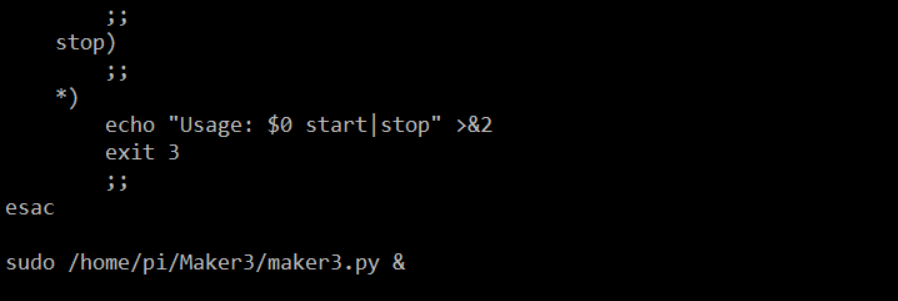 ;;
stop)
;;
*)
echo "Usage: $0 start|stop" >&2
exit 3
;;
esac
sudo /home/pi/Maker3/maker3.py &